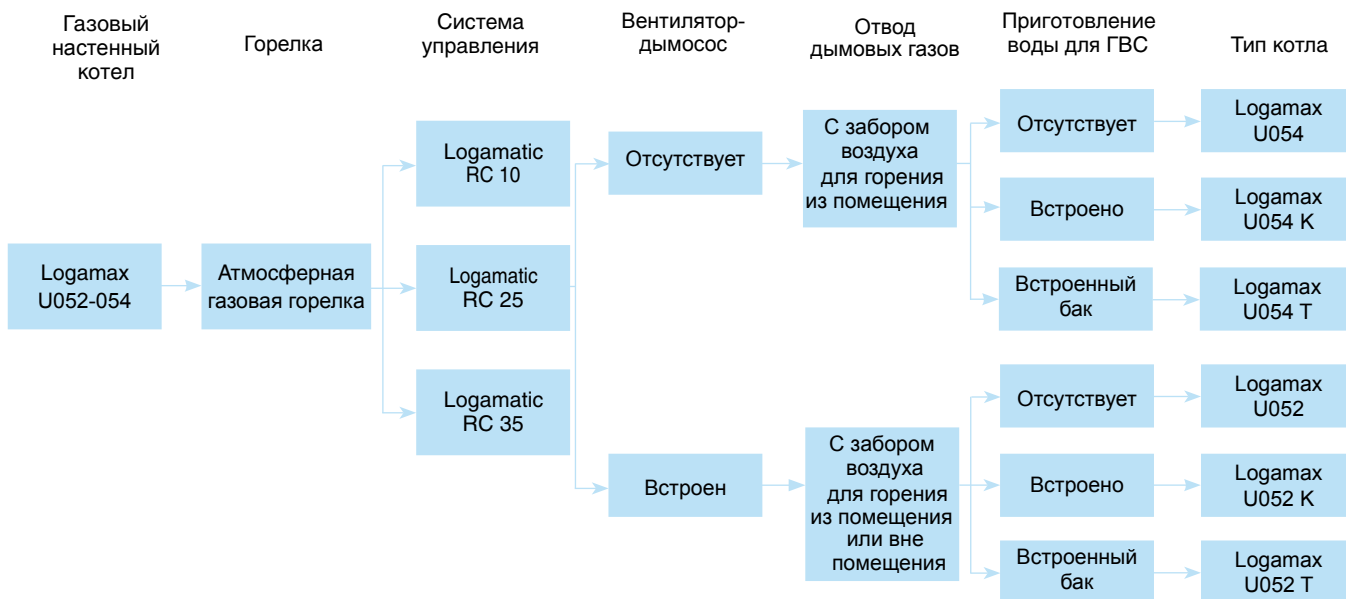 Газовый
настенный
котел
Горелка
Система
управления
Вентилятор-
дымосос
Отвод
дымовых газов
Приготовление
воды для ГВС
Тип котла
Logamax
U052-054
Атмосферная
газовая горелка
Logamatic
RC 10
Logamatic
RC 25
Logamatic
RC 35
Отсутствует
Встроен
С забором
воздуха
для горения
из помещения
С забором
воздуха
для горения
из помещения
или вне
помещения
Отсутствует
Встроено
Встроенный
бак
Отсутствует
Встроено
Встроенный
бак
Logamax
U054
Logamax
U054 K
Logamax
U054 T
Logamax
U052
Logamax
U052 K
Logamax
U052 T